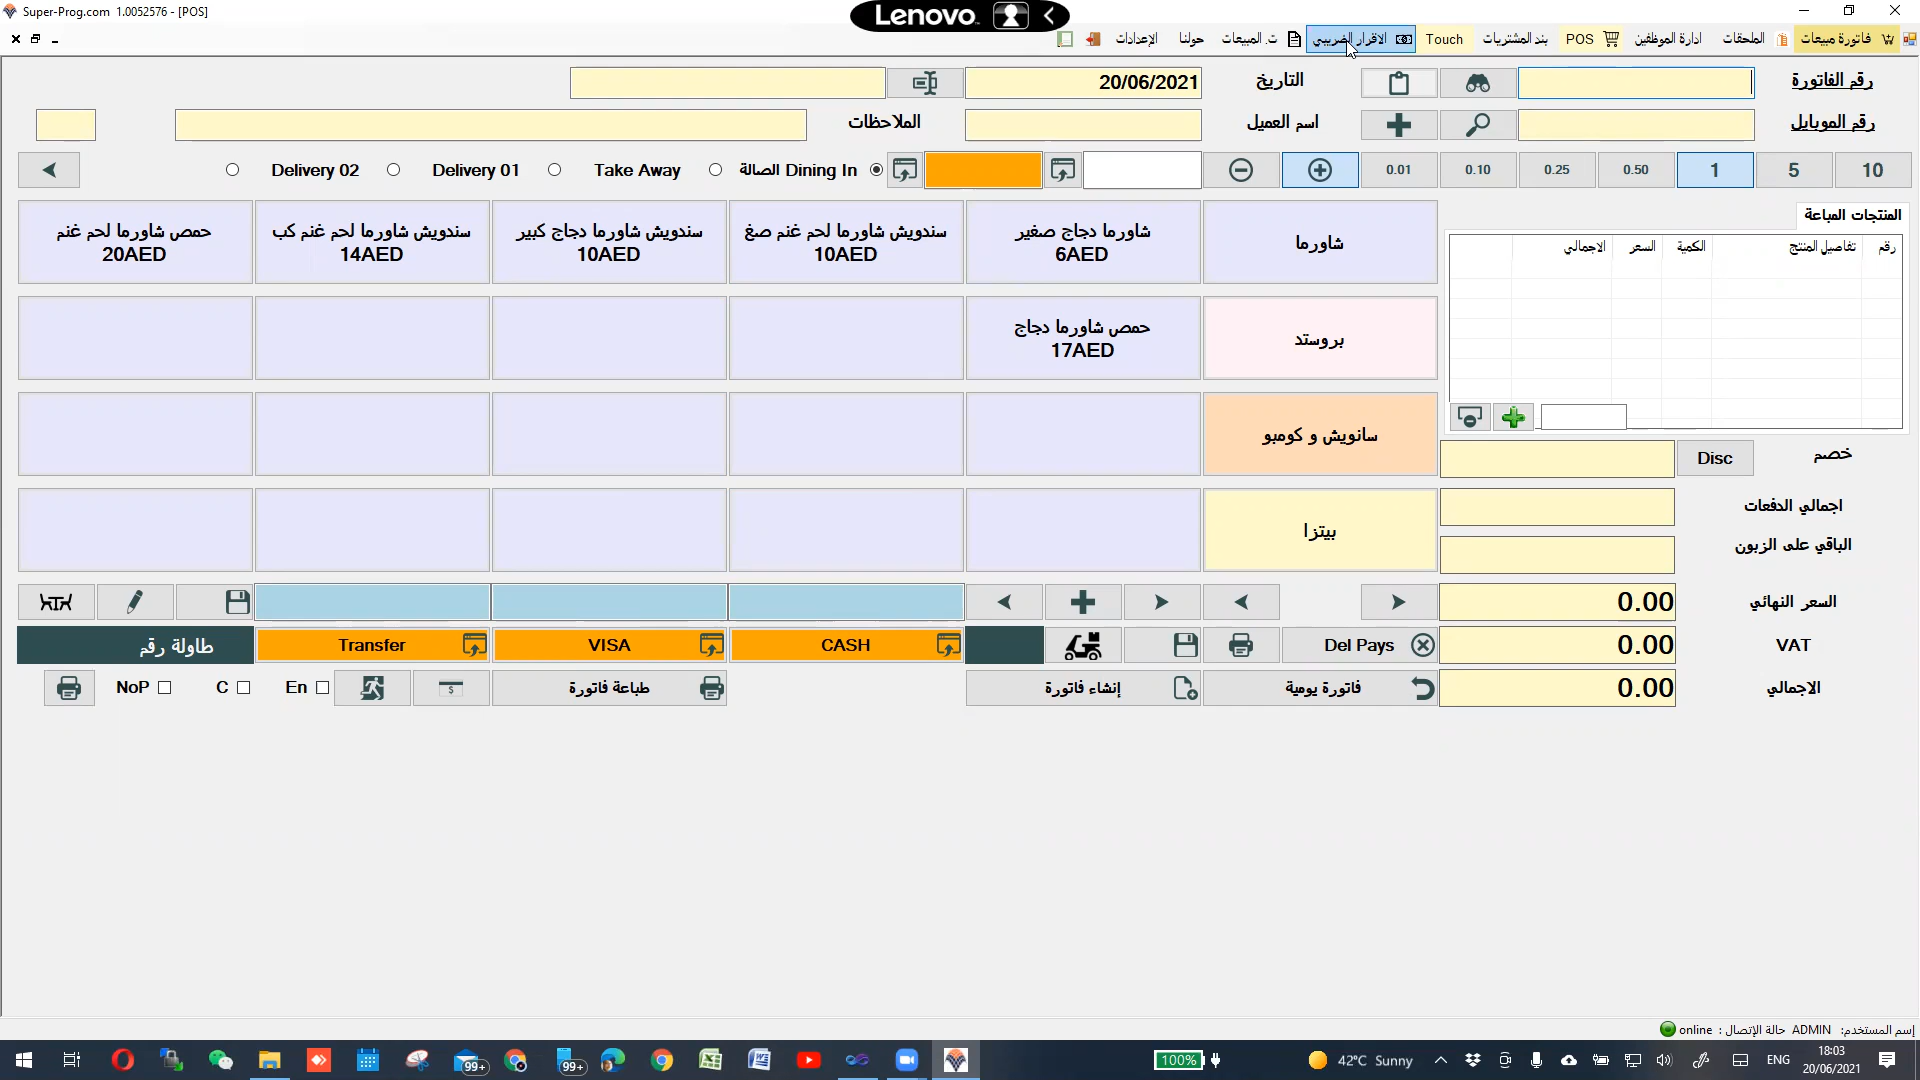 Super-Prog.com 1.0052576 - [POS]
Lenovo
فاتورة مبيعات
الملحقات
ادارة الموظفين
POS
بند المشتريات
Touch
الاقرار الضريبي
ت. المبيعات
حولنا
الإعدادات
رقم الفاتورة
التاريخ
20/06/2021
رقم الموبايل
اسم العميل
الملاحظات
10
5
1
0.50
0.25
0.10
0.01
Dining In الصالة
Take Away
Delivery 01
Delivery 02
المنتجات المباعة
رقم
تفاصيل المنتج
الكمية
السعر
الاجمالي
شاورما
شاورما دجاج صغير
6AED
سندويش شاورما لحم غنم صغ
10AED
سندويش شاورما دجاج كبير
10AED
سندويش شاورما لحم غنم كب
14AED
حمص شاورما لحم غنم
20AED
بروستد
حمص شاورما دجاج
17AED
سانويش و كومبو
بيتزا
خصم
Disc
اجمالي الدفعات
الباقي على الزبون
السعر النهائي
0.00
VAT
0.00
Del Pays
CASH
VISA
Transfer
طاولة رقم
الاجمالي
0.00
فاتورة يومية
إنشاء فاتورة
طباعة فاتورة
En
C
NoP
إسم المستخدم: ADMIN
حالة الإتصال : online
99+
99+
100%
42°C Sunny
ENG
18:03
20/06/2021